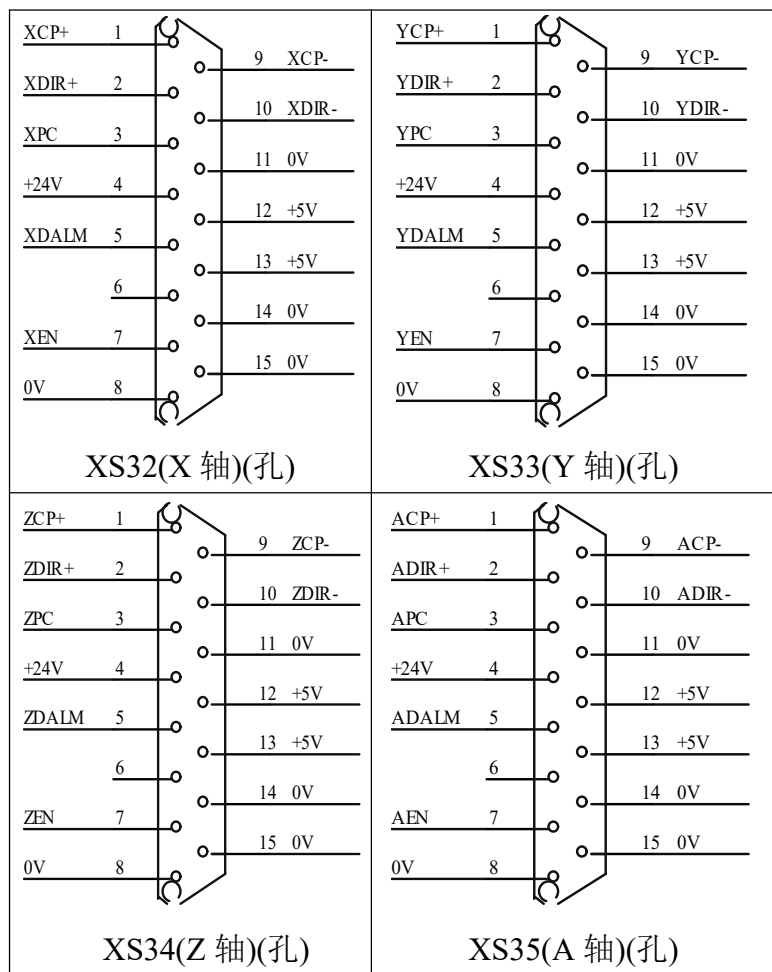 XCP+ 1
9 XCP-
XDIR+ 2
10 XDIR-
XPC 3
11 0V
+24V 4
12 +5V
XDALM 5
13 +5V
6
14 0V
XEN 7
15 0V
0V 8
XS32(X 轴)(孔)
YCP+ 1
9 YCP-
YDIR+ 2
10 YDIR-
YPC 3
11 0V
+24V 4
12 +5V
YDALM 5
13 +5V
6
14 0V
YEN 7
15 0V
0V 8
XS33(Y 轴)(孔)
ZCP+ 1
9 ZCP-
ZDIR+ 2
10 ZDIR-
ZPC 3
11 0V
+24V 4
12 +5V
ZDALM 5
13 +5V
6
14 0V
ZEN 7
15 0V
0V 8
XS34(Z 轴)(孔)
ACP+ 1
9 ACP-
ADIR+ 2
10 ADIR-
APC 3
11 0V
+24V 4
12 +5V
ADALM 5
13 +5V
6
14 0V
AEN 7
15 0V
0V 8
XS35(A 轴)(孔)